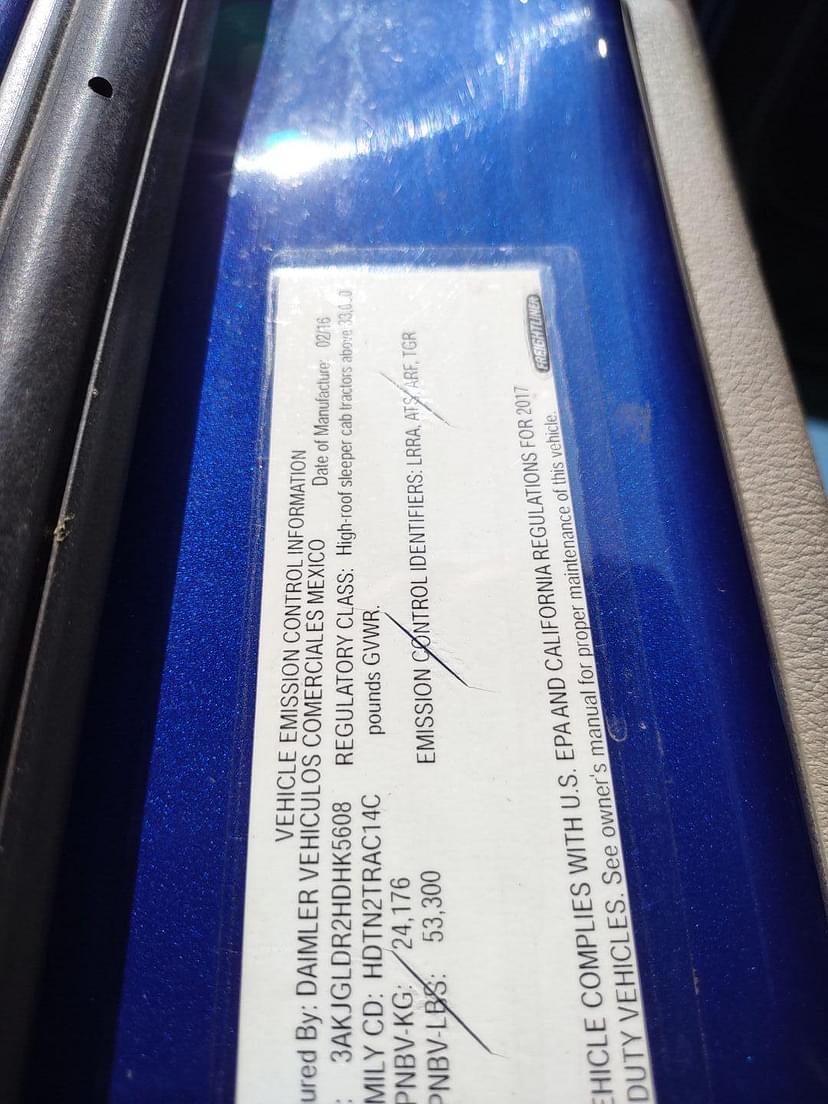 VEHICLE EMISSION CONTROL INFORMATION
ured By: DAIMLER VEHICULOS COMERCIALES MEXICO Date of Manufacture: 02/16
: 3AKJGLDR2HDHK5608 REGULATORY CLASS: High-roof sleeper cab tractors above
MILY CD: HDTN2TRAC14C pounds GVWR.
PNBV-KG: 24,176 EMISSION CONTROL IDENTIFIERS: LRRA, ATS, ARF, TGR
PNBV-LBS: 53,300
EHICLE COMPLIES WITH U.S. EPA AND CALIFORNIA REGULATIONS FOR 2017
DUTY VEHICLES. See owner's manual for proper maintenance of this vehicle.
FREIGHTLINER